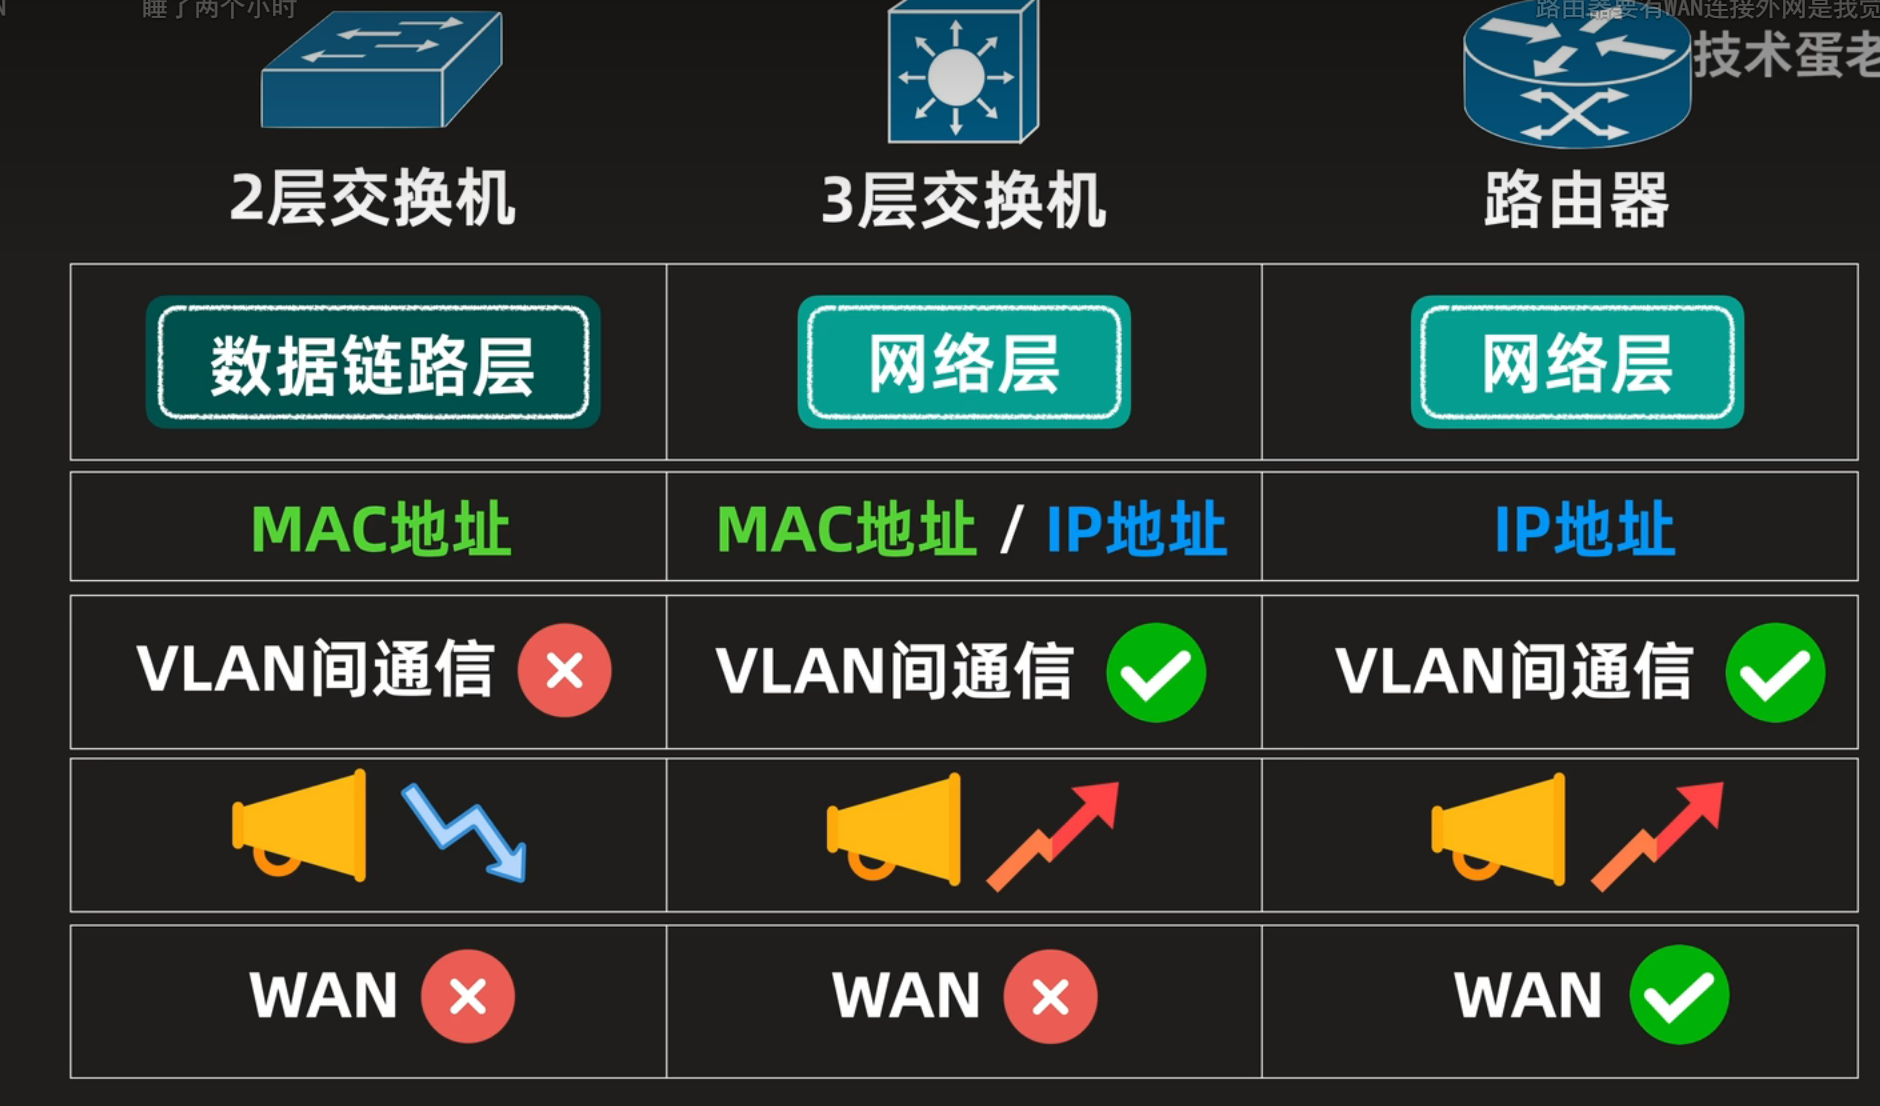 睡了两个小时
路由器要有WAN连接外网是我觉
技术蛋老
2层交换机
3层交换机
路由器
数据链路层
网络层
网络层
MAC地址
MAC地址 / IP地址
IP地址
VLAN间通信
VLAN间通信
VLAN间通信
WAN
WAN
WAN